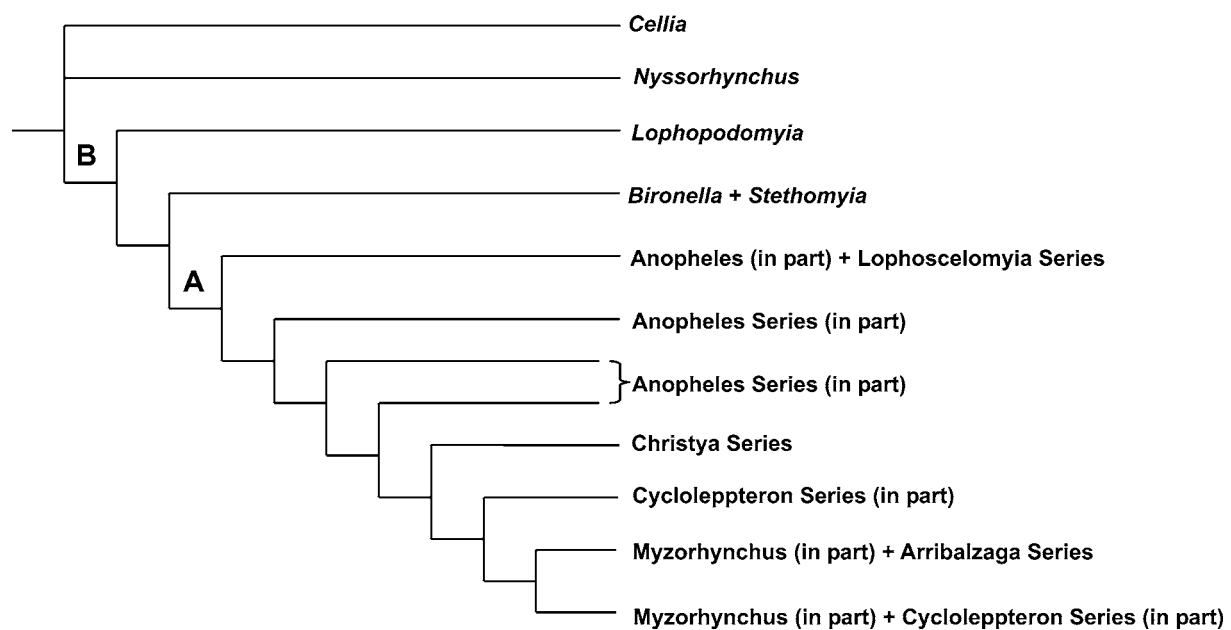 Cellia
Nyssorhynchus
B
Lophopodomyia
Bironella + Stethomyia
A
Anopheles (in part) + Lophoscelomyia Series
Anopheles Series (in part)
Anopheles Series (in part)
Christya Series
Cycloleppteron Series (in part)
Myzorhynchus (in part) + Arribalzaga Series
Myzorhynchus (in part) + Cycloleppteron Series (in part)